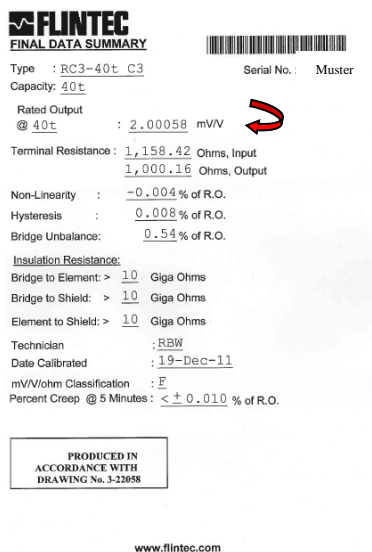 FLINTEC
FINAL DATA SUMMARY
Type : RC3-40t C3
Serial No. : Muster
Capacity: 40t
Rated Output
@ 40t : 2.00058 mV/V
Terminal Resistance : 1,158.42 Ohms, Input
1,000.16 Ohms, Output
Non-Linearity : -0.004 % of R.O.
Hysteresis : 0.008 % of R.O.
Bridge Unbalance: 0.54 % of R.O.
Insulation Resistance:
Bridge to Element: > 10 Giga Ohms
Bridge to Shield: > 10 Giga Ohms
Element to Shield: > 10 Giga Ohms
Technician : RBW
Date Calibrated : 19-Dec-11
mV/V/ohm Classification : F
Percent Creep @ 5 Minutes : < ± 0.010 % of R.O.
PRODUCED IN
ACCORDANCE WITH
DRAWING No. 3-22058
www.flintec.com